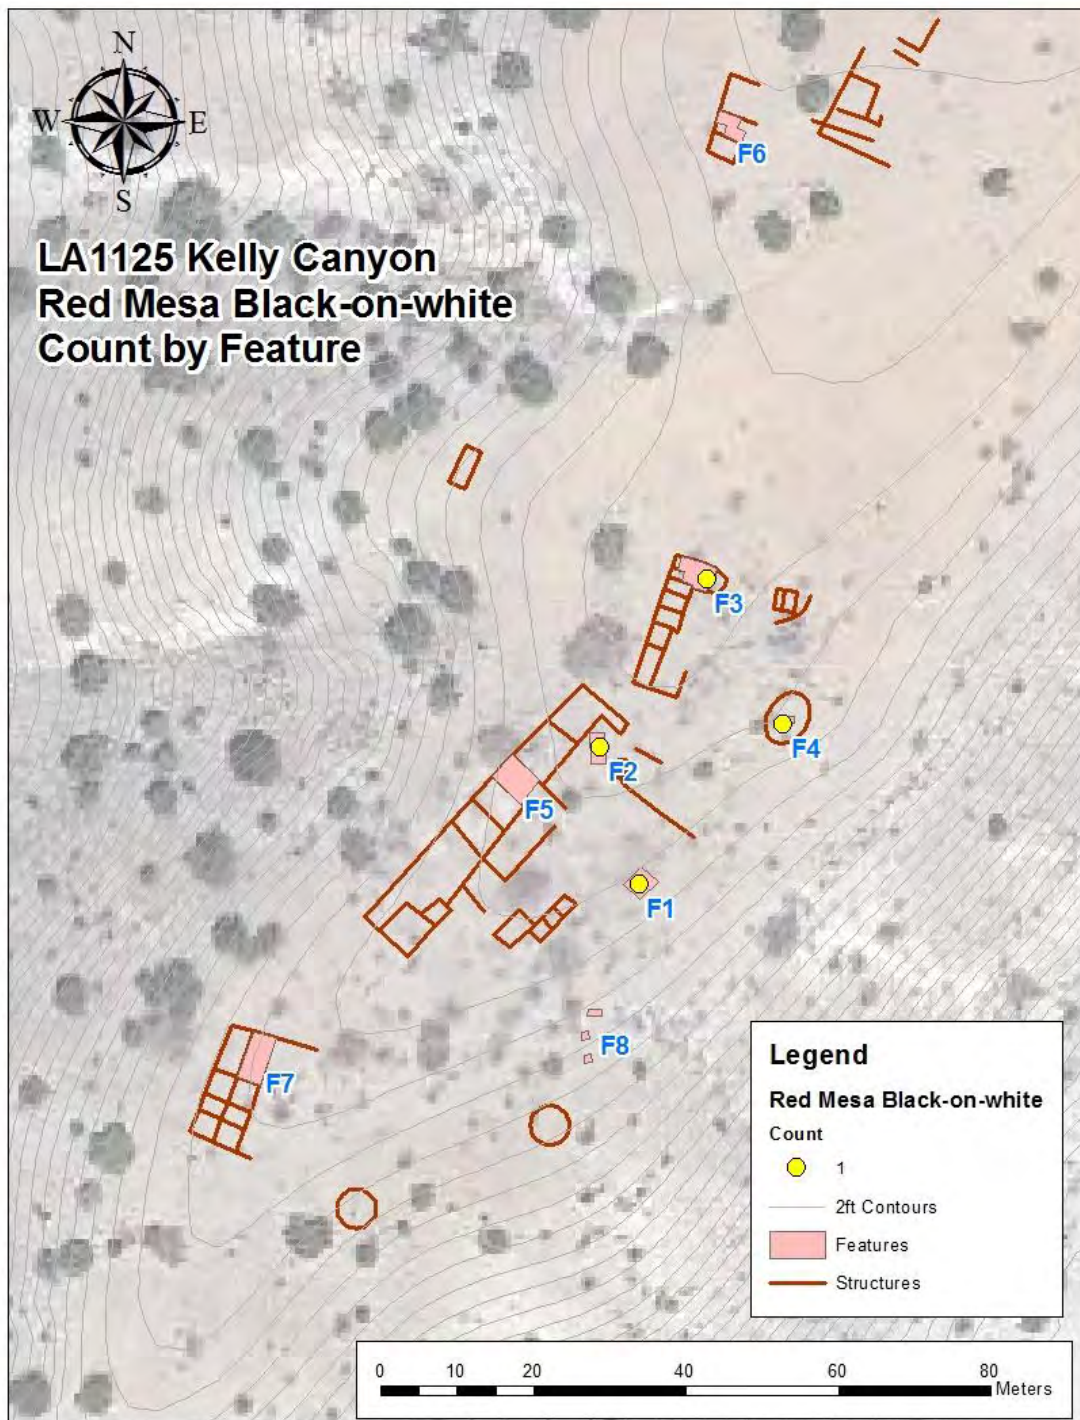 N
W
E
S
LA1125 Kelly Canyon
Red Mesa Black-on-white
Count by Feature
F6
F3
F4
F2
F5
F1
F8
F7
Legend
Red Mesa Black-on-white
Count
1
2ft Contours
Features
Structures
0 10 20 40 60 80
Meters